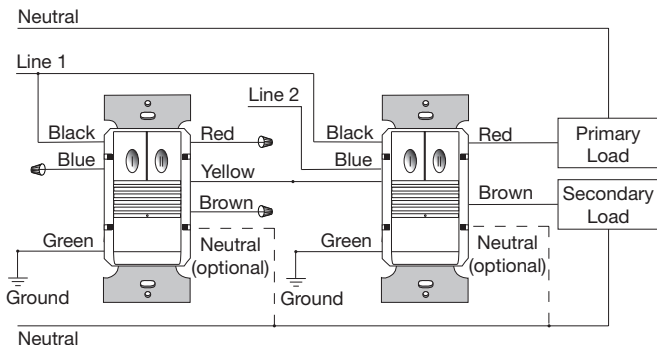 Neutral
Line 1
Line 2
Black
Red
Black
Red
Primary
Load
Blue
Yellow
Blue
Brown
Brown
Secondary
Load
Green
Neutral
(optional)
Green
Neutral
(optional)
Ground
Ground
Neutral